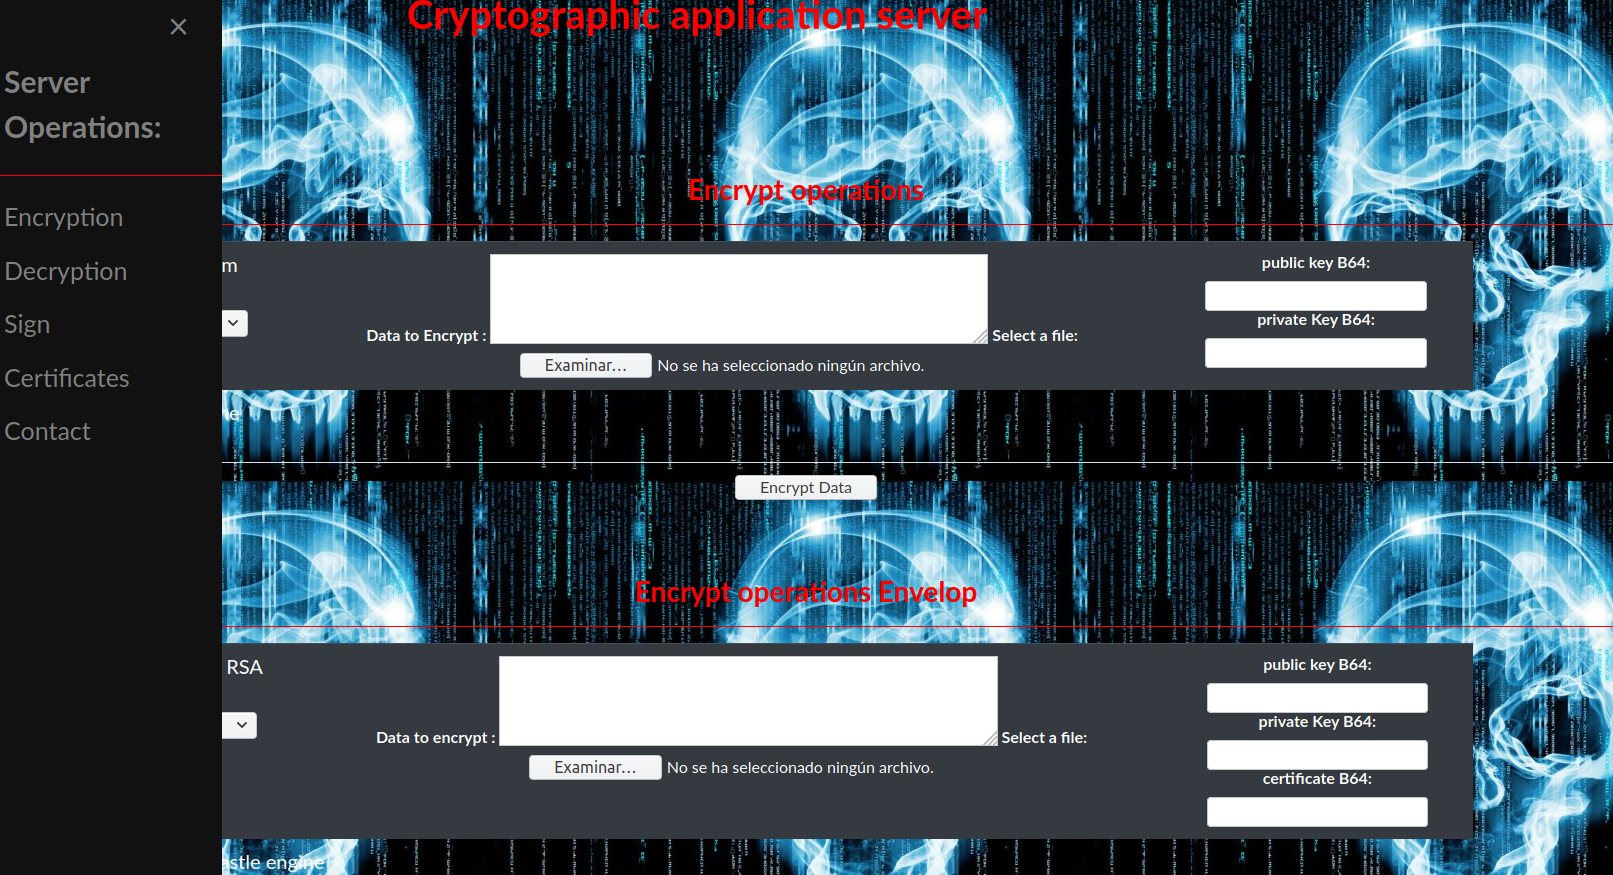 Cryptographic application server
×
Server
Operations:
Encryption
Decryption
Sign
Certificates
Contact
Encrypt operations
m
public key B64:
private Key B64:
Data to Encrypt :
Select a file:
Examinar...
No se ha seleccionado ningún archivo.
ne
Encrypt Data
Encrypt operations Envelop
RSA
public key B64:
private Key B64:
certificate B64:
Data to encrypt :
Select a file:
Examinar...
No se ha seleccionado ningún archivo.
astle engine